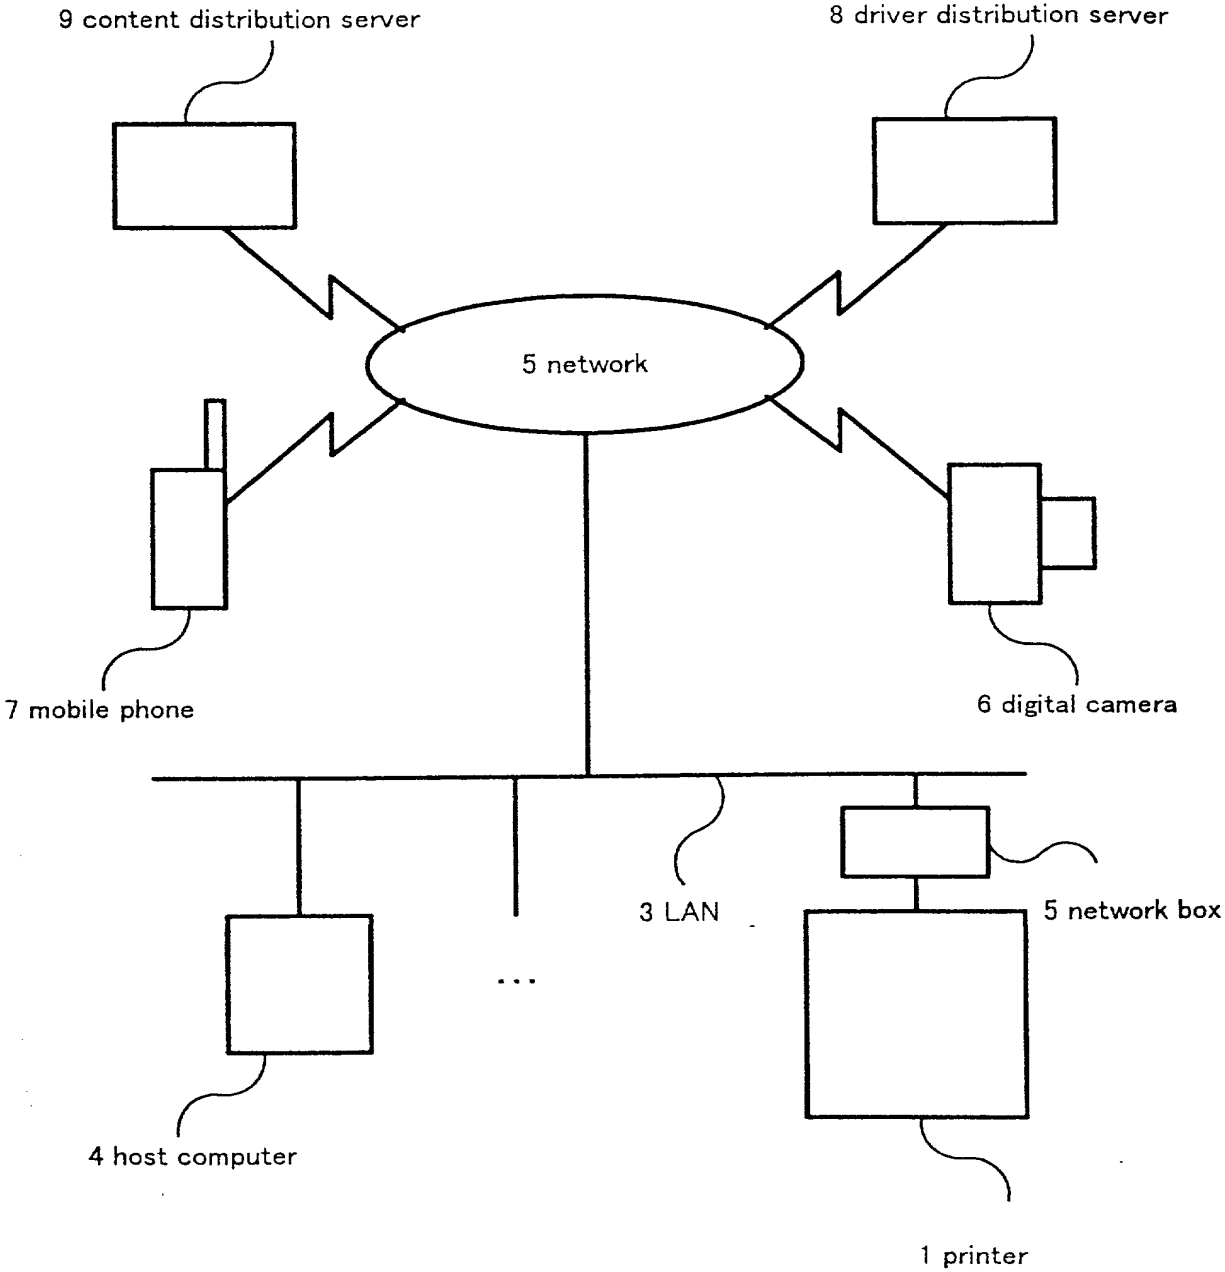 9 content distribution server
8 driver distribution server
5 network
7 mobile phone
6 digital camera
3 LAN
5 network box
...
4 host computer
1 printer